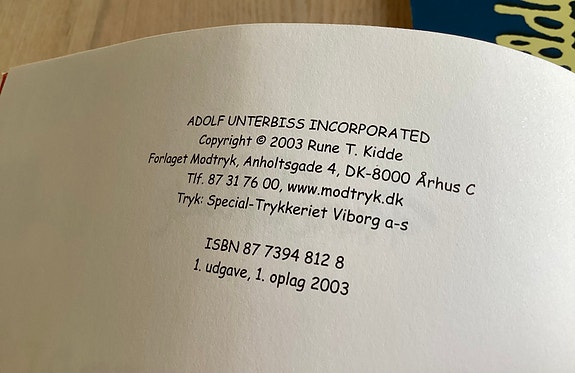 ADOLF UNTERBISS INCORPORATED
Copyright © 2003 Rune T. Kidde
Forlaget Modtryk, Anholtsgade 4, DK-8000 Århus C
Tlf. 87 31 76 00, www.modtryk.dk
Tryk: Special-Trykkeriet Viborg a-s
ISBN 87 7394 812 8
1. udgave, 1. oplag 2003